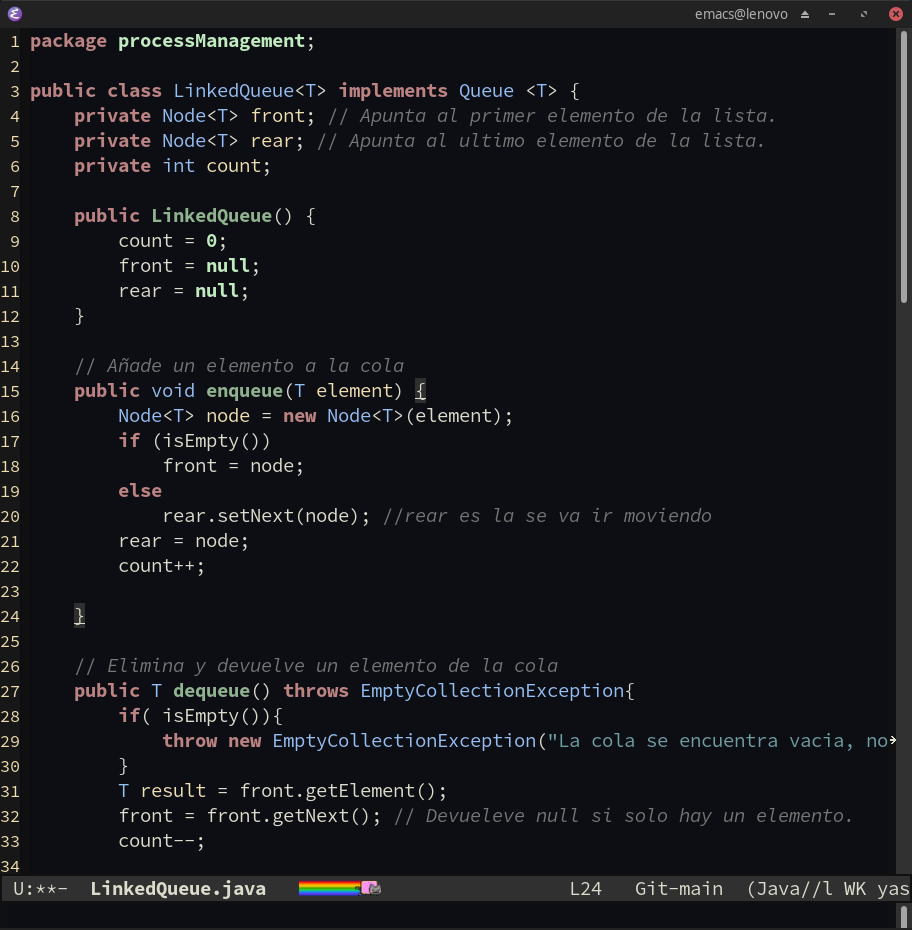 emacs@lenovo
1 package processManagement;
2
3 public class LinkedQueue<T> implements Queue <T> {
4     private Node<T> front; // Apunta al primer elemento de la lista.
5     private Node<T> rear; // Apunta al ultimo elemento de la lista.
6     private int count;
7
8     public LinkedQueue() {
9         count = 0;
10         front = null;
11         rear = null;
12     }
13
14     // Añade un elemento a la cola
15     public void enqueue(T element) {
16         Node<T> node = new Node<T>(element);
17         if (isEmpty())
18             front = node;
19         else
20             rear.setNext(node); //rear es la se va ir moviendo
21         rear = node;
22         count++;
23
24     }
25
26     // Elimina y devuelve un elemento de la cola
27     public T dequeue() throws EmptyCollectionException{
28         if( isEmpty()){
29             throw new EmptyCollectionException("La cola se encuentra vacia, no
30         }
31         T result = front.getElement();
32         front = front.getNext(); // Devueleve null si solo hay un elemento.
33         count--;
34
U:**-  LinkedQueue.java  L24  Git-main  (Java//l WK yas